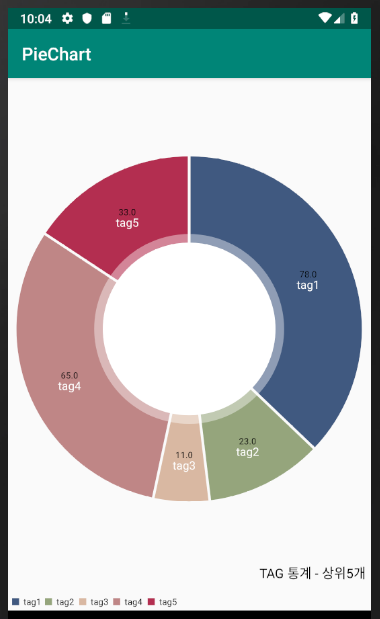 10:04
PieChart
33.0
tag5
78.0
tag1
65.0
tag4
23.0
tag2
11.0
tag3
TAG 통계 - 상위5개
tag1 tag2 tag3 tag4 tag5